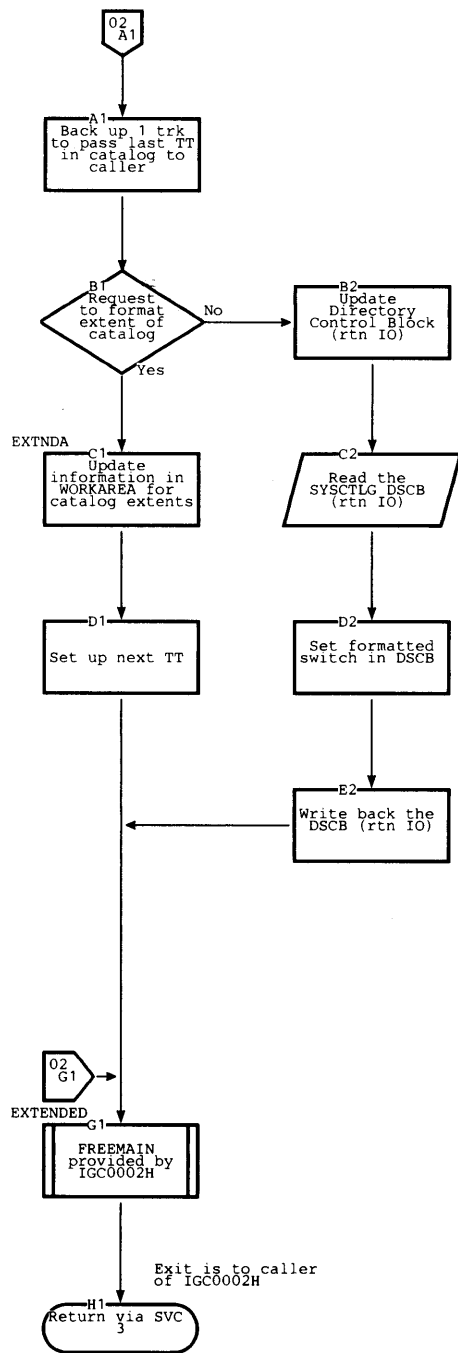 02
A1
A1
Back up 1 trk
to pass last TT
in catalog to
caller
B1
Request
to format
extent of
catalog
No
Yes
B2
Update
Directory
Control Block
(rtn IO)
EXTNDA
C1
Update
information in
WORKAREA for
catalog extents
C2
Read the
SYSCTLG DSCB
(rtn IO)
D1
Set up next TT
D2
Set formatted
switch in DSCB
E2
Write back the
DSCB (rtn IO)
02
G1
EXTENDED
G1
FREEMAIN
provided by
IGC0002H
Exit is to caller
of IGC0002H
H1
Return via SVC
3